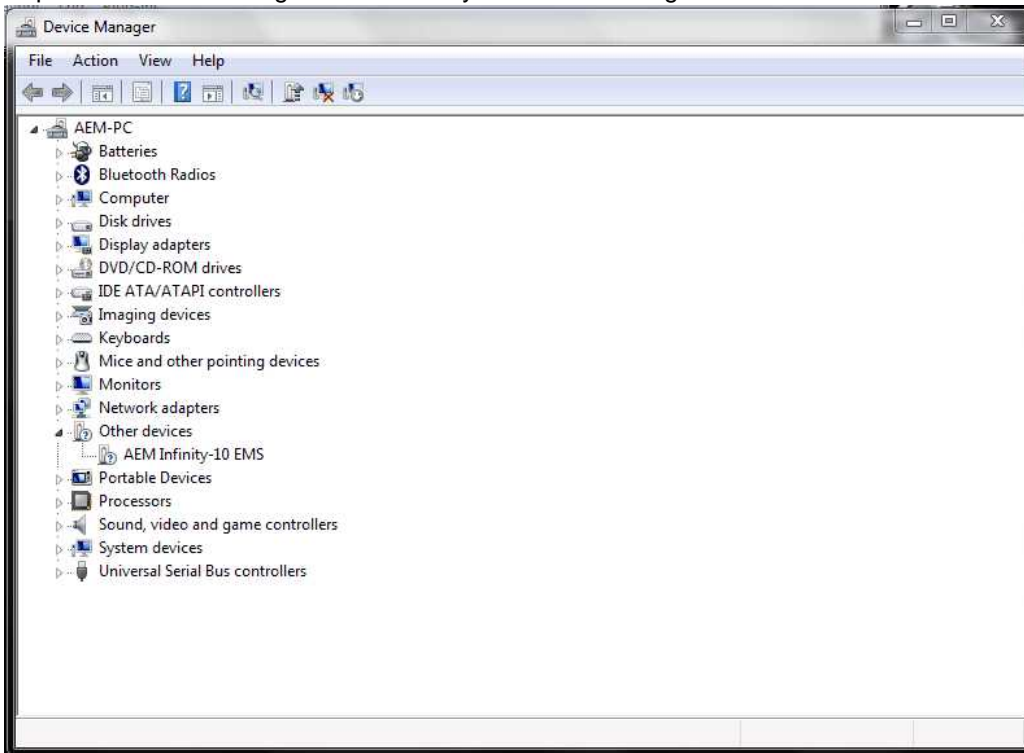 Device Manager
File Action View Help
AEM-PC
Batteries
Bluetooth Radios
Computer
Disk drives
Display adapters
DVD/CD-ROM drives
IDE ATA/ATAPI controllers
Imaging devices
Keyboards
Mice and other pointing devices
Monitors
Network adapters
Other devices
AEM Infinity-10 EMS
Portable Devices
Processors
Sound, video and game controllers
System devices
Universal Serial Bus controllers